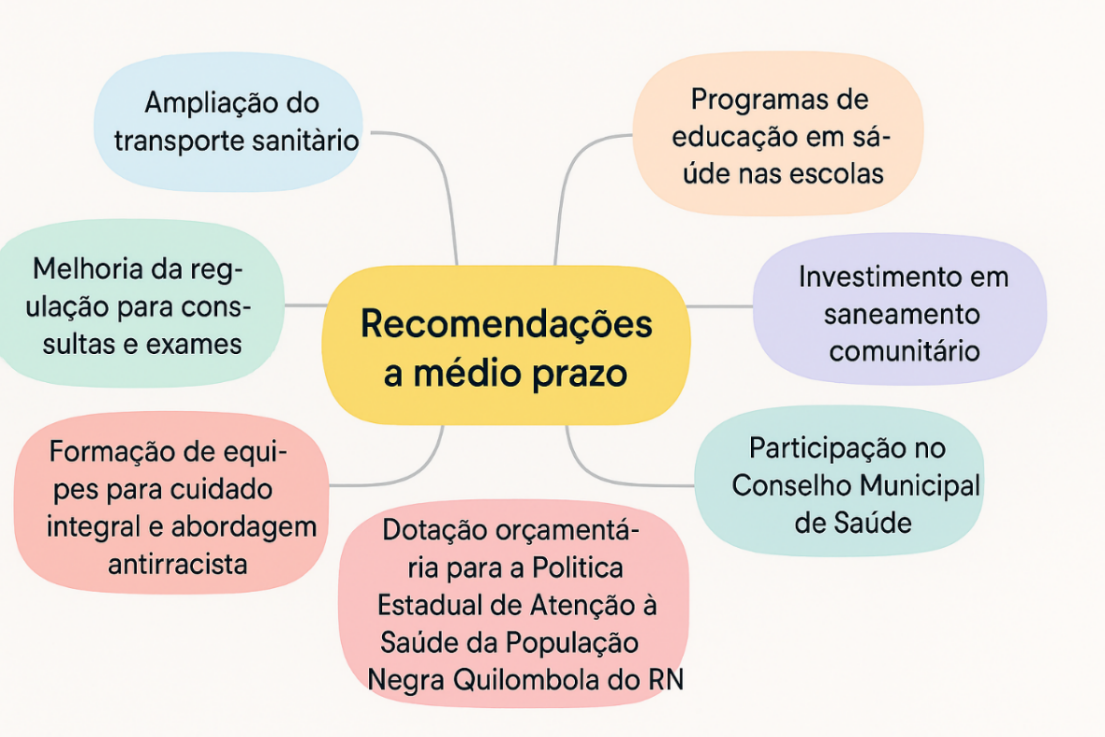 Ampliação do
transporte sanitàrio
Programas de
educação em sá-
úde nas escolas
Melhoria da reg-
ulação para cons-
sultas e exames
Recomendações
a médio prazo
Investimento em
saneamento
comunitário
Formação de equi-
pes para cuidado
integral e abordagem
antirracista
Dotação orçamentá-
ria para a Politica
Estadual de Atenção à
Saúde da População
Negra Quilombola do RN
Participação no
Conselho Municipal
de Saúde